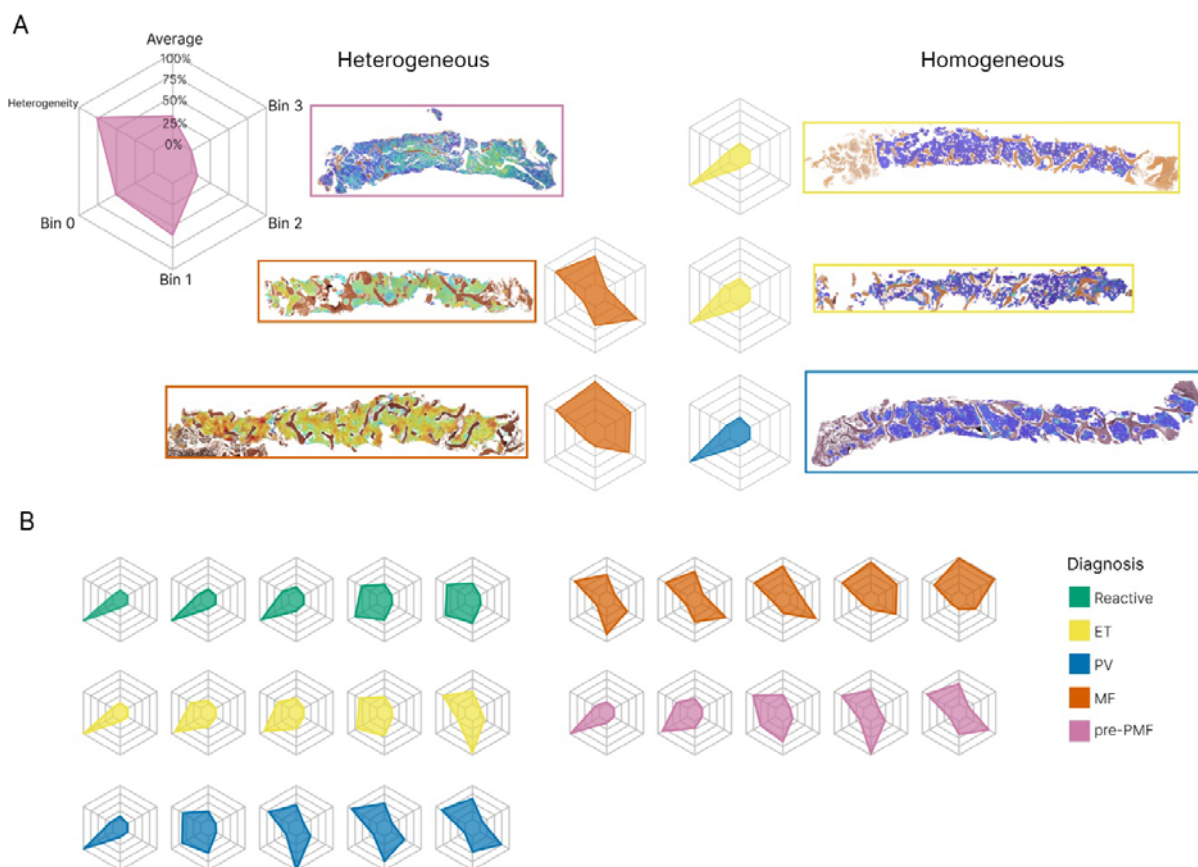 A
Average
100%
75%
50%
25%
0%
Heterogeneity
Bin 3
Bin 0
Bin 2
Bin 1
Heterogeneous
Homogeneous
B
Diagnosis
Reactive
ET
PV
MF
pre-PMF